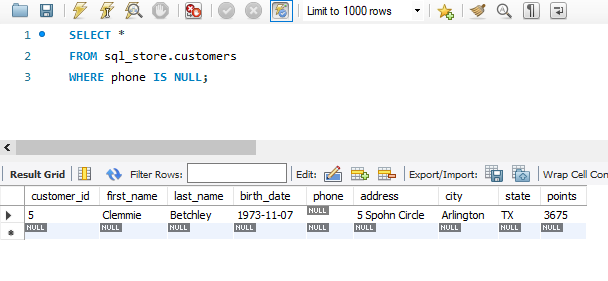 Limit to 1000 rows
1 SELECT *
2 FROM sql_store.customers
3 WHERE phone IS NULL;
Result Grid Filter Rows: Edit: Export/Import: Wrap Cell Con
customer_id first_name last_name birth_date phone address city state points
5 Clemmie Betchley 1973-11-07 NULL 5 Spohn Circle Arlington TX 3675
NULL NULL NULL NULL NULL NULL NULL NULL NULL